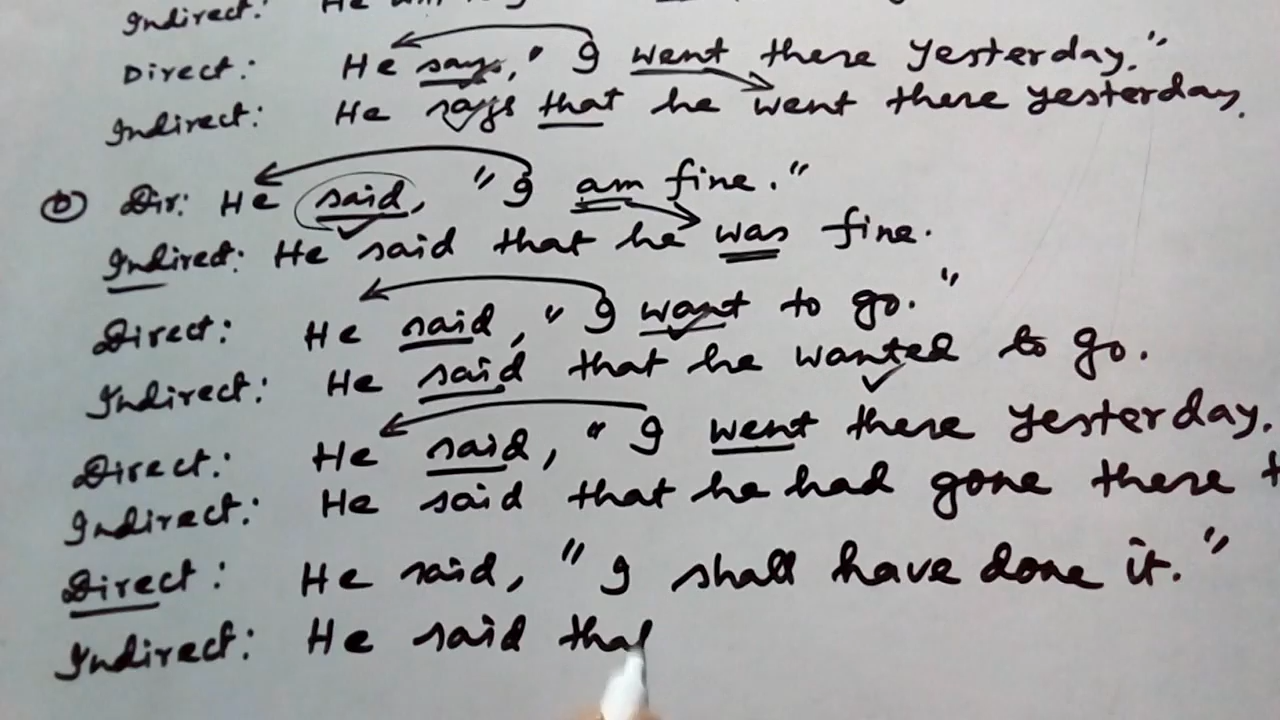 Indirect: He
Direct: He says, "I went there yesterday."
Indirect: He says that he went there yesterday.
(b) Dir: He said, "I am fine."
Indirect: He said that he was fine.
Direct: He said, "I want to go."
Indirect: He said that he wanted to go.
Direct: He said, "I went there yesterday.
Indirect: He said that he had gone there t
Direct: He said, "I shall have done it."
Indirect: He said that